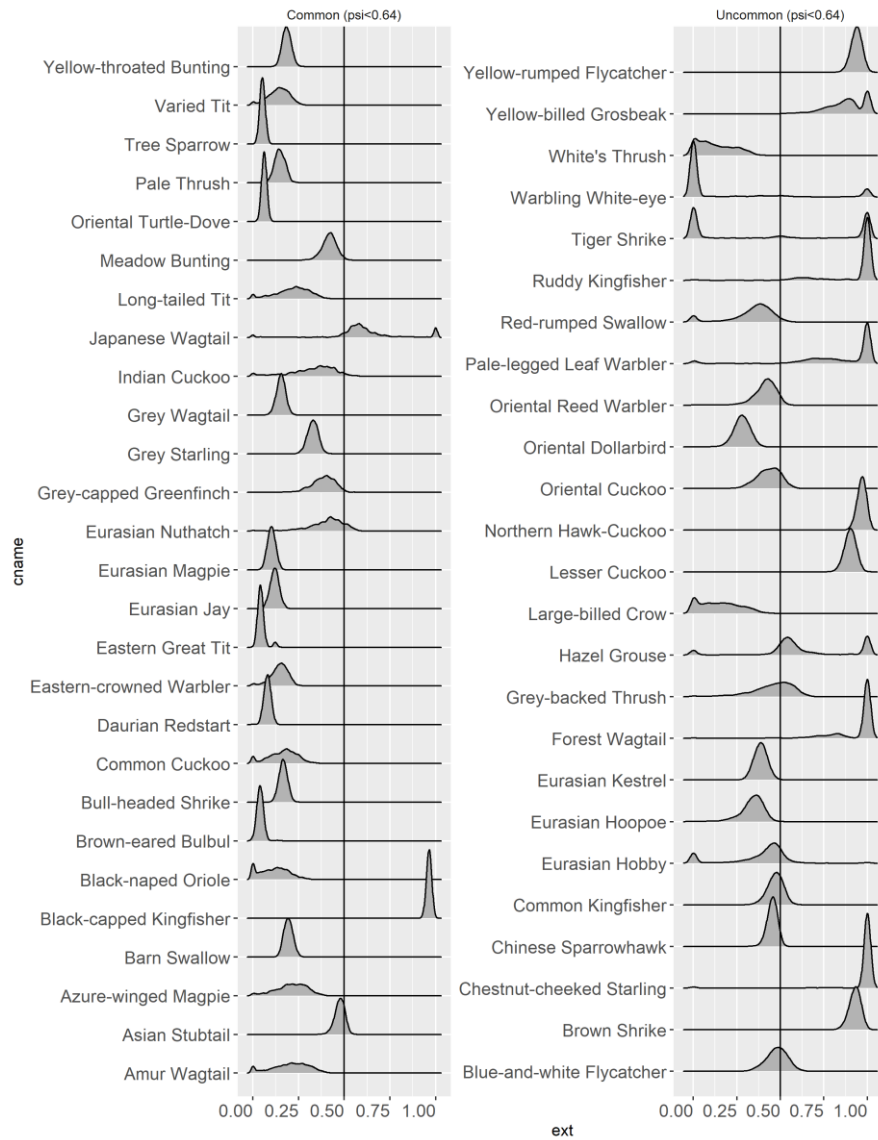 Common (psi<0.64)
Yellow-throated Bunting
Varied Tit
Tree Sparrow
Pale Thrush
Oriental Turtle-Dove
Meadow Bunting
Long-tailed Tit
Japanese Wagtail
Indian Cuckoo
Grey Wagtail
Grey Starling
Grey-capped Greenfinch
Eurasian Nuthatch
Eurasian Magpie
Eurasian Jay
Eastern Great Tit
Eastern-crowned Warbler
Daurian Redstart
Common Cuckoo
Bull-headed Shrike
Brown-eared Bulbul
Black-naped Oriole
Black-capped Kingfisher
Barn Swallow
Azure-winged Magpie
Asian Stubtail
Amur Wagtail
0.00 0.25 0.50 0.75 1.00
Uncommon (psi<0.64)
Yellow-rumped Flycatcher
Yellow-billed Grosbeak
White's Thrush
Warbling White-eye
Tiger Shrike
Ruddy Kingfisher
Red-rumped Swallow
Pale-legged Leaf Warbler
Oriental Reed Warbler
Oriental Dollarbird
Oriental Cuckoo
Northern Hawk-Cuckoo
Lesser Cuckoo
Large-billed Crow
Hazel Grouse
Grey-backed Thrush
Forest Wagtail
Eurasian Kestrel
Eurasian Hoopoe
Eurasian Hobby
Common Kingfisher
Chinese Sparrowhawk
Chestnut-cheeked Starling
Brown Shrike
Blue-and-white Flycatcher
0.00 0.25 0.50 0.75 1.00
cname
ext